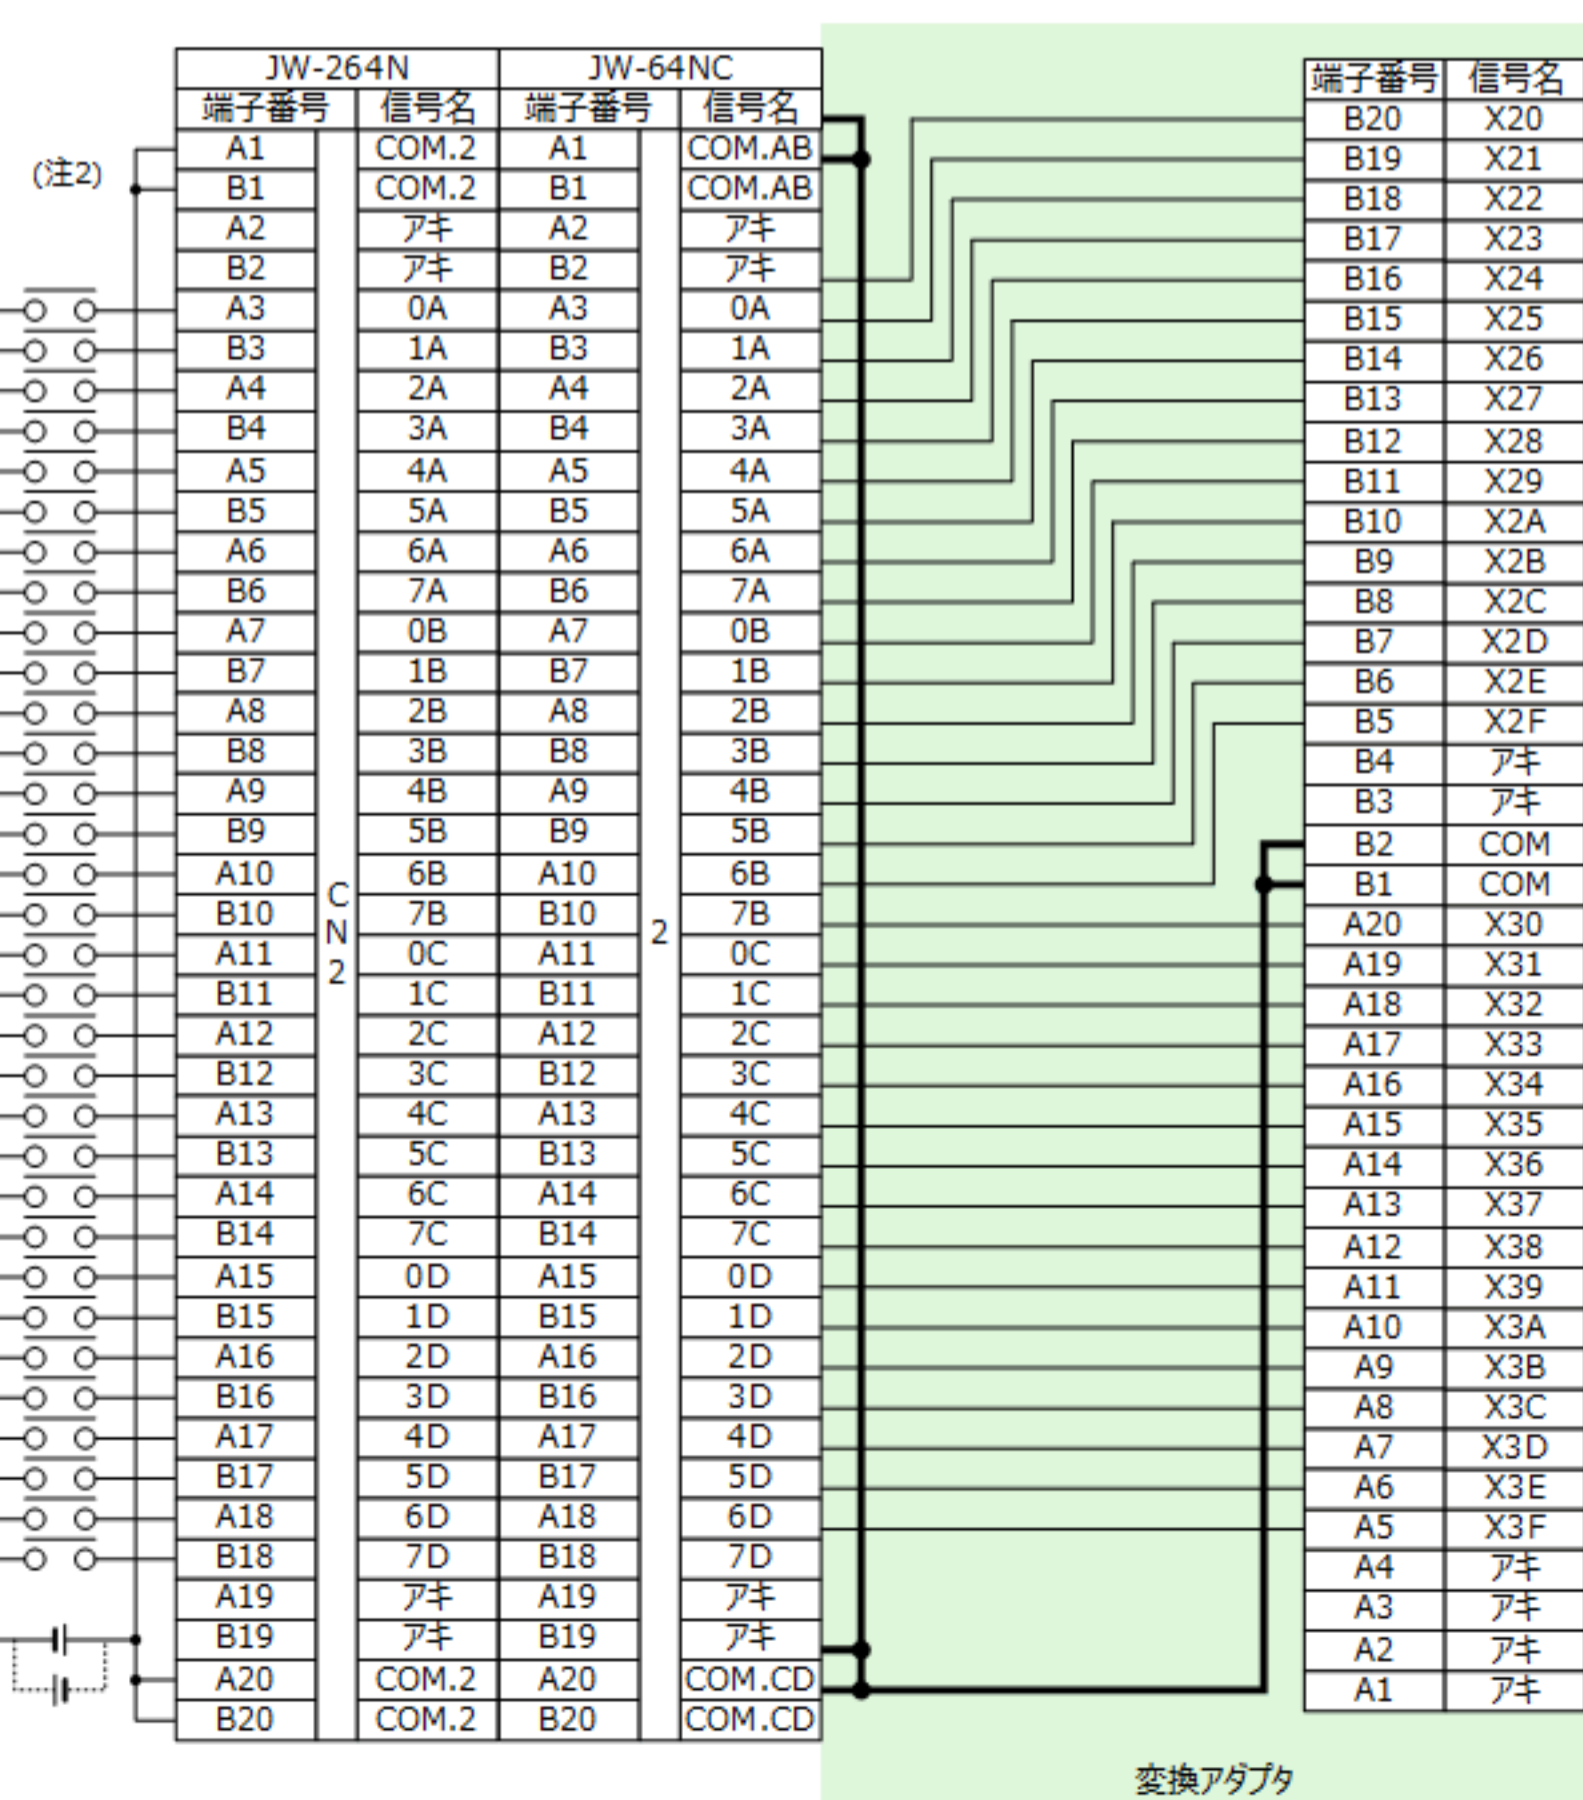 JW-264N JW-64NC
端子番号 信号名 端子番号 信号名 端子番号 信号名
B20 X20
(注2) A1 COM.2 A1 COM.AB B19 X21
B1 COM.2 B1 COM.AB B18 X22
A2 アキ A2 アキ B17 X23
B2 アキ B2 アキ B16 X24
A3 0A A3 0A B15 X25
B3 1A B3 1A B14 X26
A4 2A A4 2A B13 X27
B4 3A B4 3A B12 X28
A5 4A A5 4A B11 X29
B5 5A B5 5A B10 X2A
A6 6A A6 6A B9 X2B
B6 7A B6 7A B8 X2C
A7 0B A7 0B B7 X2D
B7 1B B7 1B B6 X2E
A8 2B A8 2B B5 X2F
B8 3B B8 3B B4 アキ
A9 4B A9 4B B3 アキ
B9 5B B9 5B B2 COM
A10 6B A10 6B B1 COM
B10 7B B10 7B A20 X30
A11 0C A11 0C A19 X31
B11 1C B11 1C A18 X32
A12 2C A12 2C A17 X33
B12 3C B12 3C A16 X34
A13 4C A13 4C A15 X35
B13 5C B13 5C A14 X36
A14 6C A14 6C A13 X37
B14 7C B14 7C A12 X38
A15 0D A15 0D A11 X39
B15 1D B15 1D A10 X3A
A16 2D A16 2D A9 X3B
B16 3D B16 3D A8 X3C
A17 4D A17 4D A7 X3D
B17 5D B17 5D A6 X3E
A18 6D A18 6D A5 X3F
B18 7D B18 7D A4 アキ
A19 アキ A19 アキ A3 アキ
B19 アキ B19 アキ A2 アキ
A20 COM.2 A20 COM.CD A1 アキ
B20 COM.2 B20 COM.CD
CN2
2
変換アダプタ